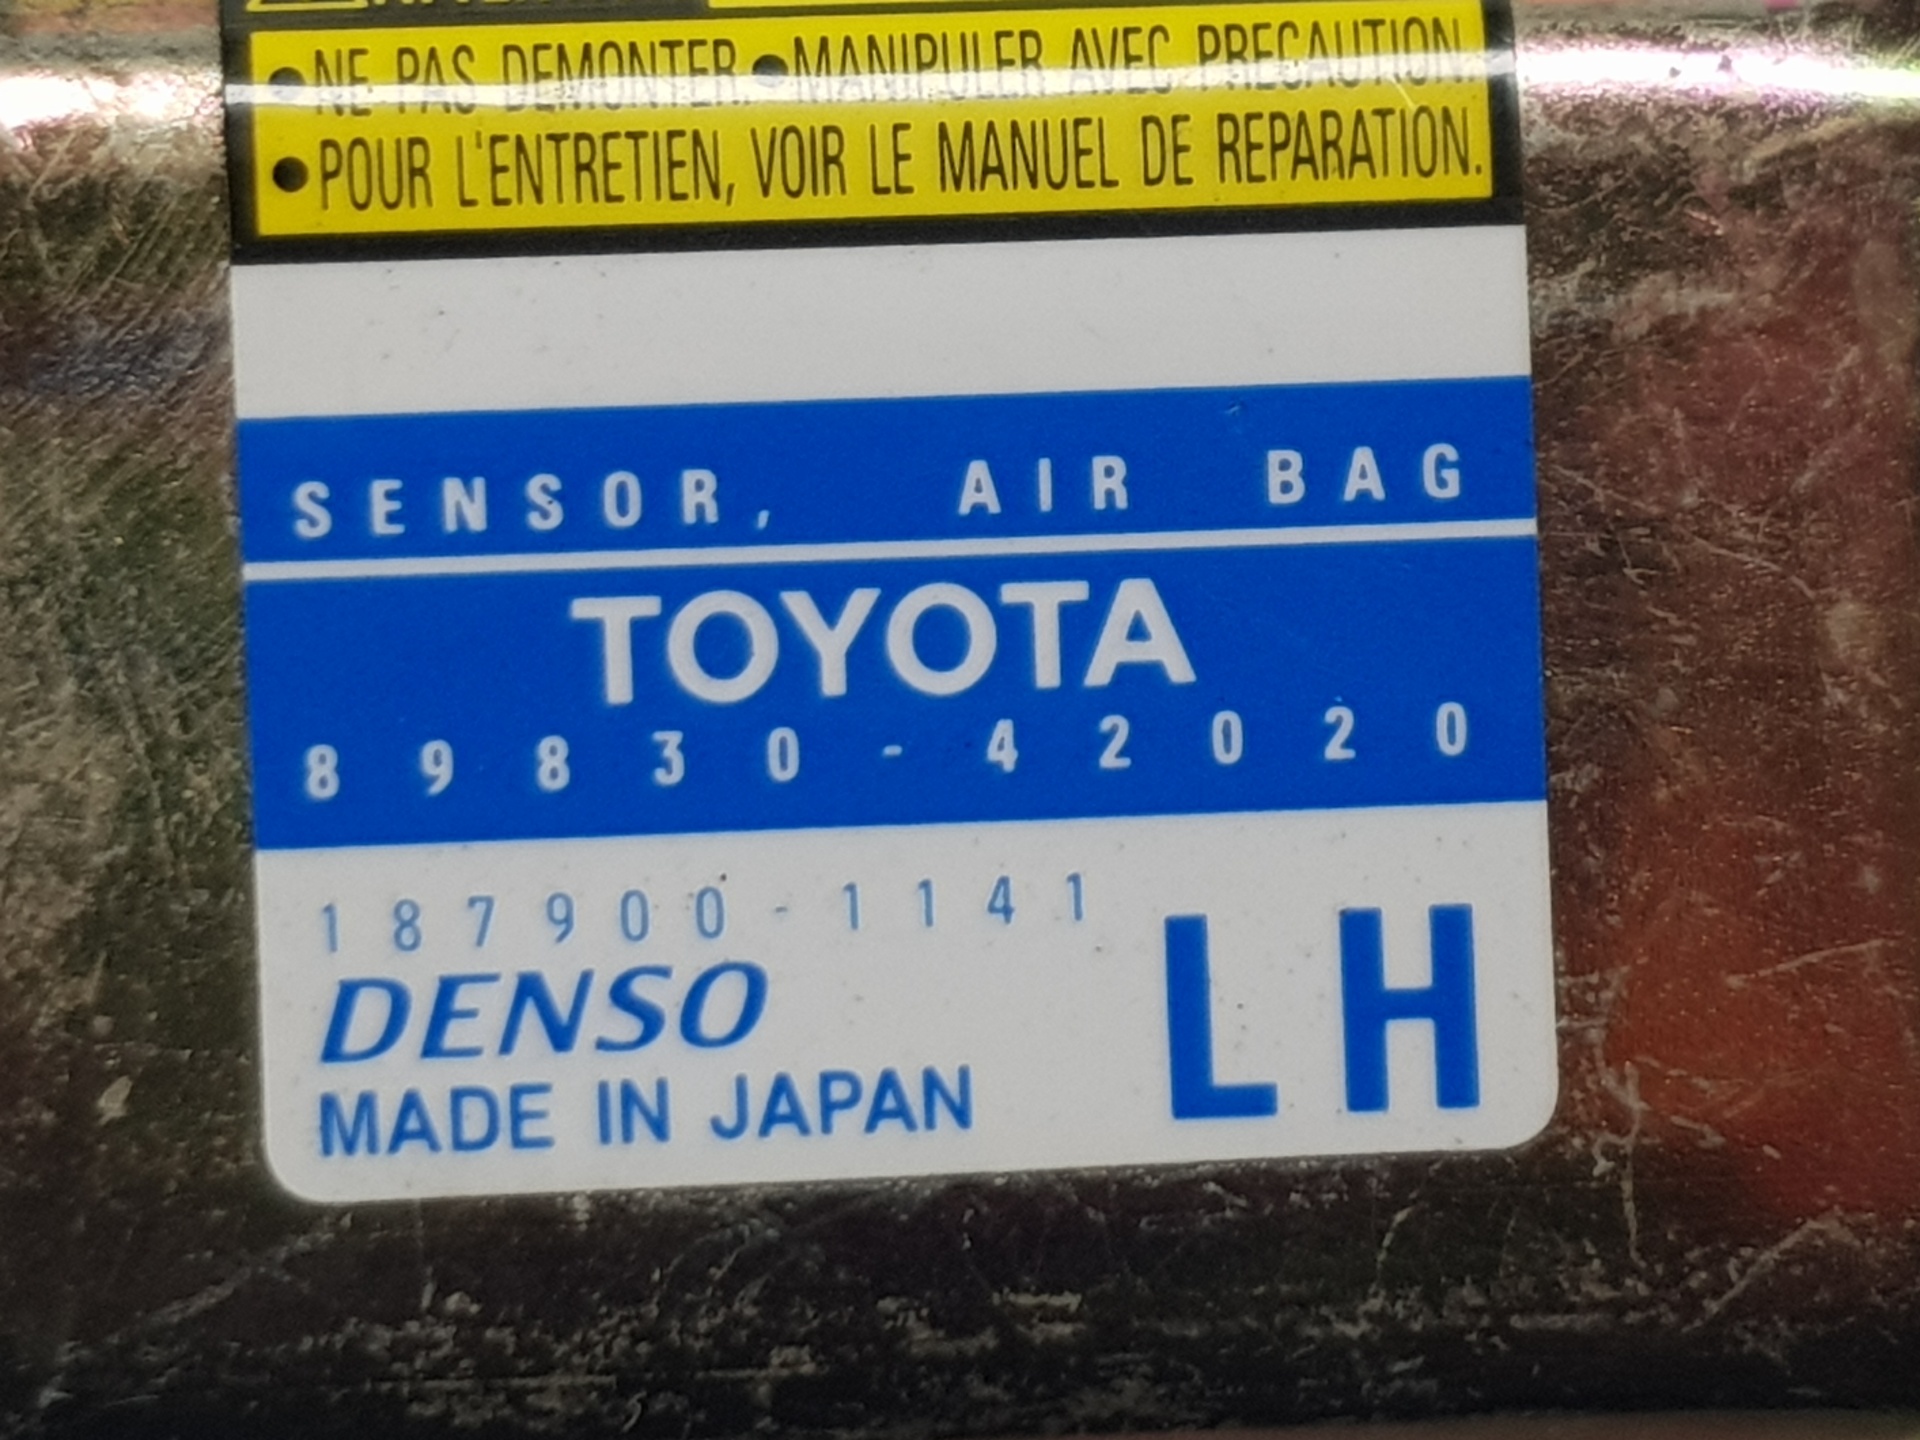 •NE PAS DEMONTER. •MANIPULER AVEC PRECAUTION.
•POUR L'ENTRETIEN, VOIR LE MANUEL DE REPARATION.
SENSOR, AIR BAG
TOYOTA
89830-42020
187900-1141
LH
DENSO
MADE IN JAPAN